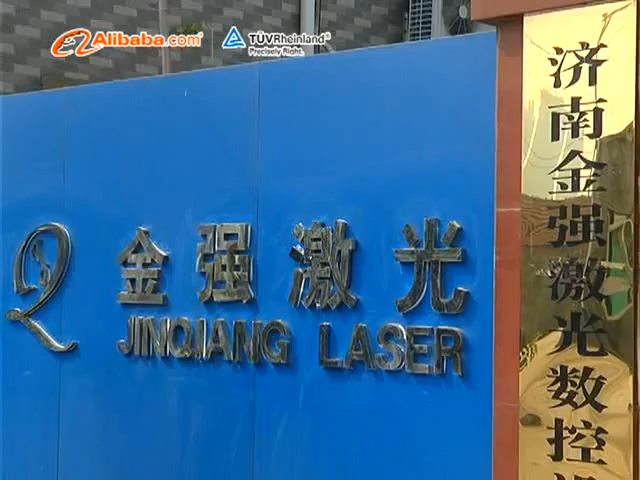 Alibaba.com®
TÜVRheinland®
Precisely Right.
金强激光
JINQIANG LASER
济南金强激光数控